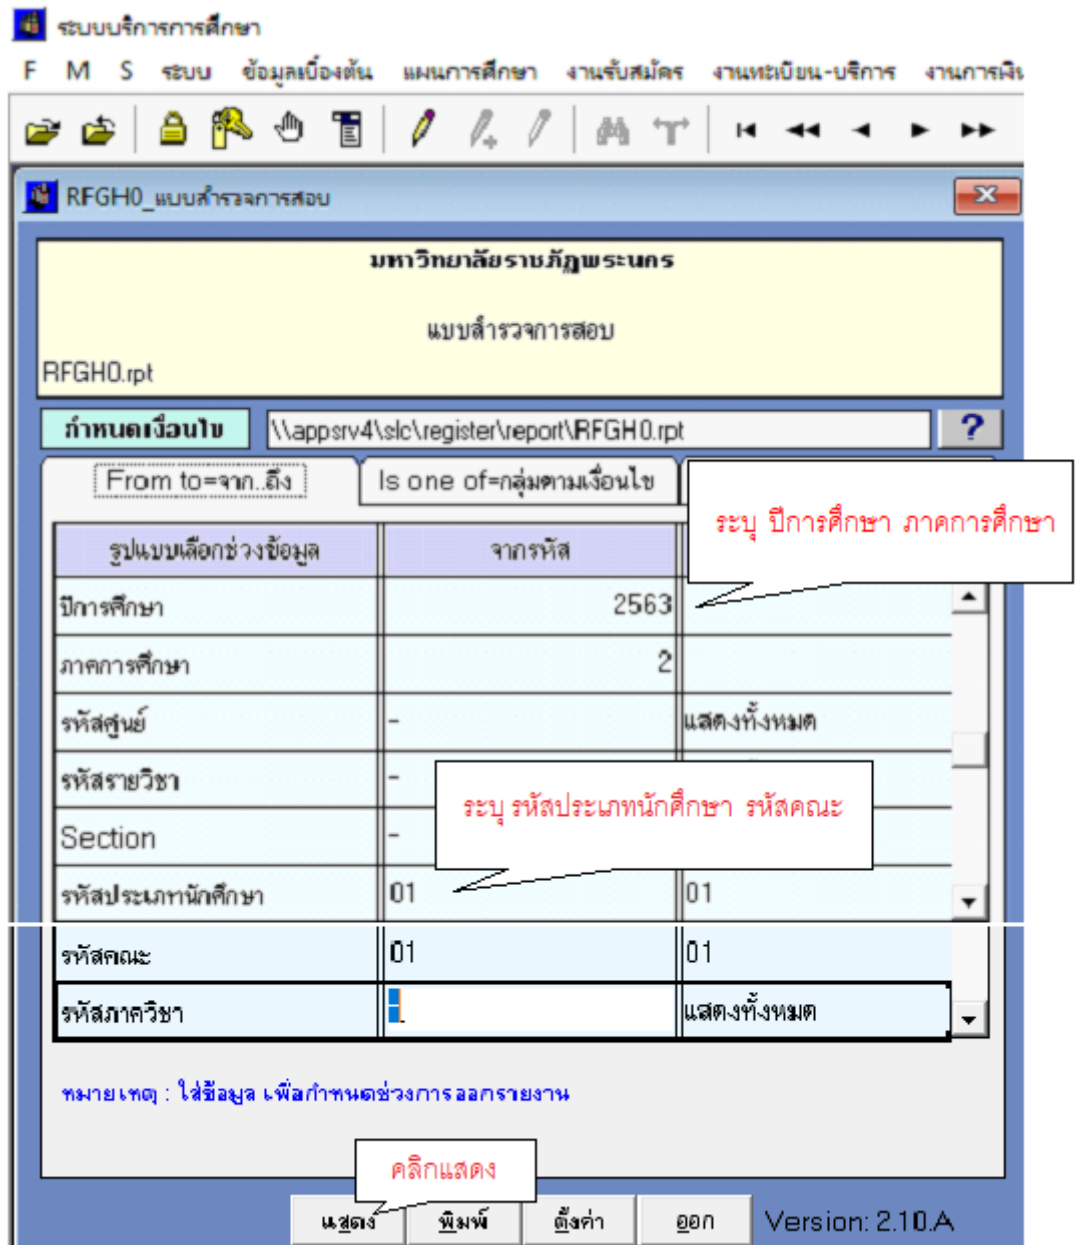 ระบบบริการการศึกษา
F M S ระบบ ข้อมูลเบื้องต้น แผนการศึกษา งานรับสมัคร งานทะเบียน-บริการ งานการเงิน
RFGH0_แบบสำรวจการสอบ
มหาวิทยาลัยราชภัฏพระนคร
แบบสำรวจการสอบ
RFGH0.rpt
กำหนดเงื่อนไข \\appsrv4\slc\register\report\RFGH0.rpt ?
From to=จาก..ถึง Is one of=กลุ่มตามเงื่อนไข
ระบุ ปีการศึกษา ภาคการศึกษา
รูปแบบเลือกช่วงข้อมูล จากรหัส
ปีการศึกษา 2563
ภาคการศึกษา 2
รหัสศูนย์ - แสดงทั้งหมด
รหัสรายวิชา -
ระบุ รหัสประเภทนักศึกษา รหัสคณะ
Section -
รหัสประเภทนักศึกษา 01 01
รหัสคณะ 01 01
รหัสภาควิชา - แสดงทั้งหมด
หมายเหตุ : ใส่ข้อมูล เพื่อกำหนดช่วงการออกรายงาน
คลิกแสดง
แสดง พิมพ์ ตั้งค่า ออก Version: 2.10.A